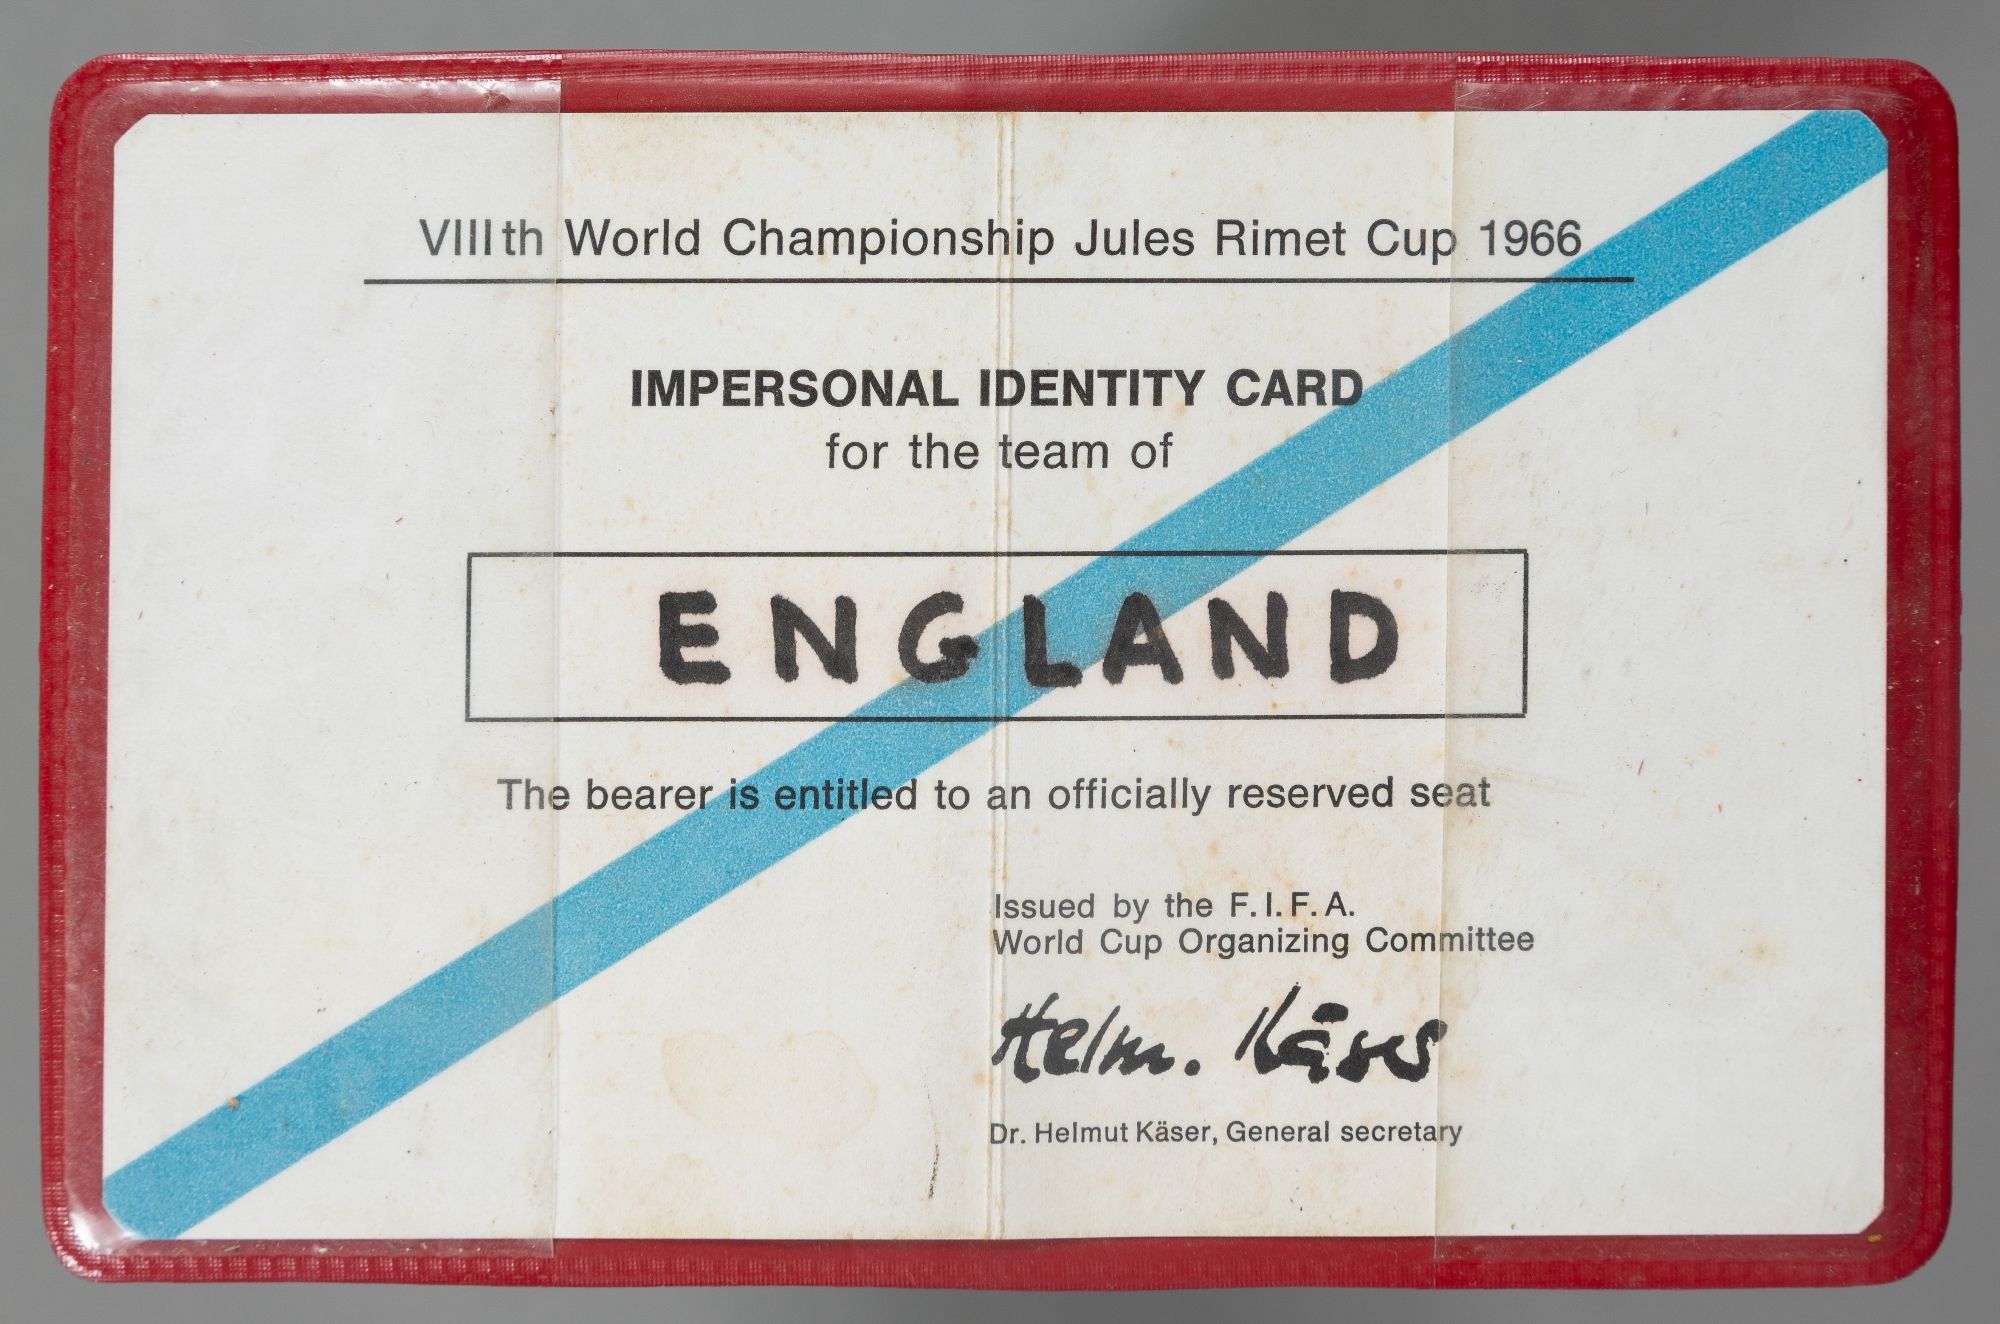 VIIIth World Championship Jules Rimet Cup 1966
IMPERSONAL IDENTITY CARD
for the team of
ENGLAND
The bearer is entitled to an officially reserved seat
Issued by the F.I.F.A.
World Cup Organizing Committee
Helm. Käser
Dr. Helmut Käser, General secretary